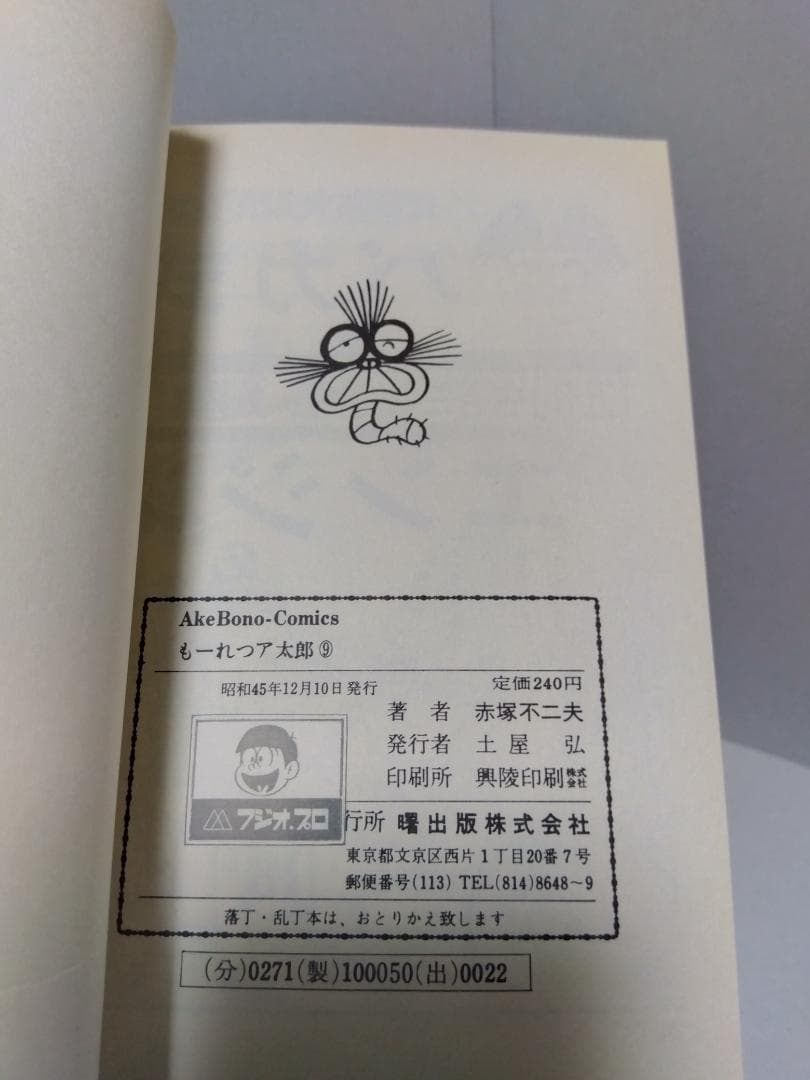 AkeBono-Comics
もーれつア太郎⑨
昭和45年12月10日発行
定価240円
著 者 赤塚不二夫
発行者 土屋 弘
印刷所 興陵印刷株式会社
フジオ.プロ
行所 曙出版株式会社
東京都文京区西片1丁目20番7号
郵便番号(113) TEL(814)8648~9
落丁・乱丁本は、おとりかえ致します
(分)0271(製)100050(出)0022